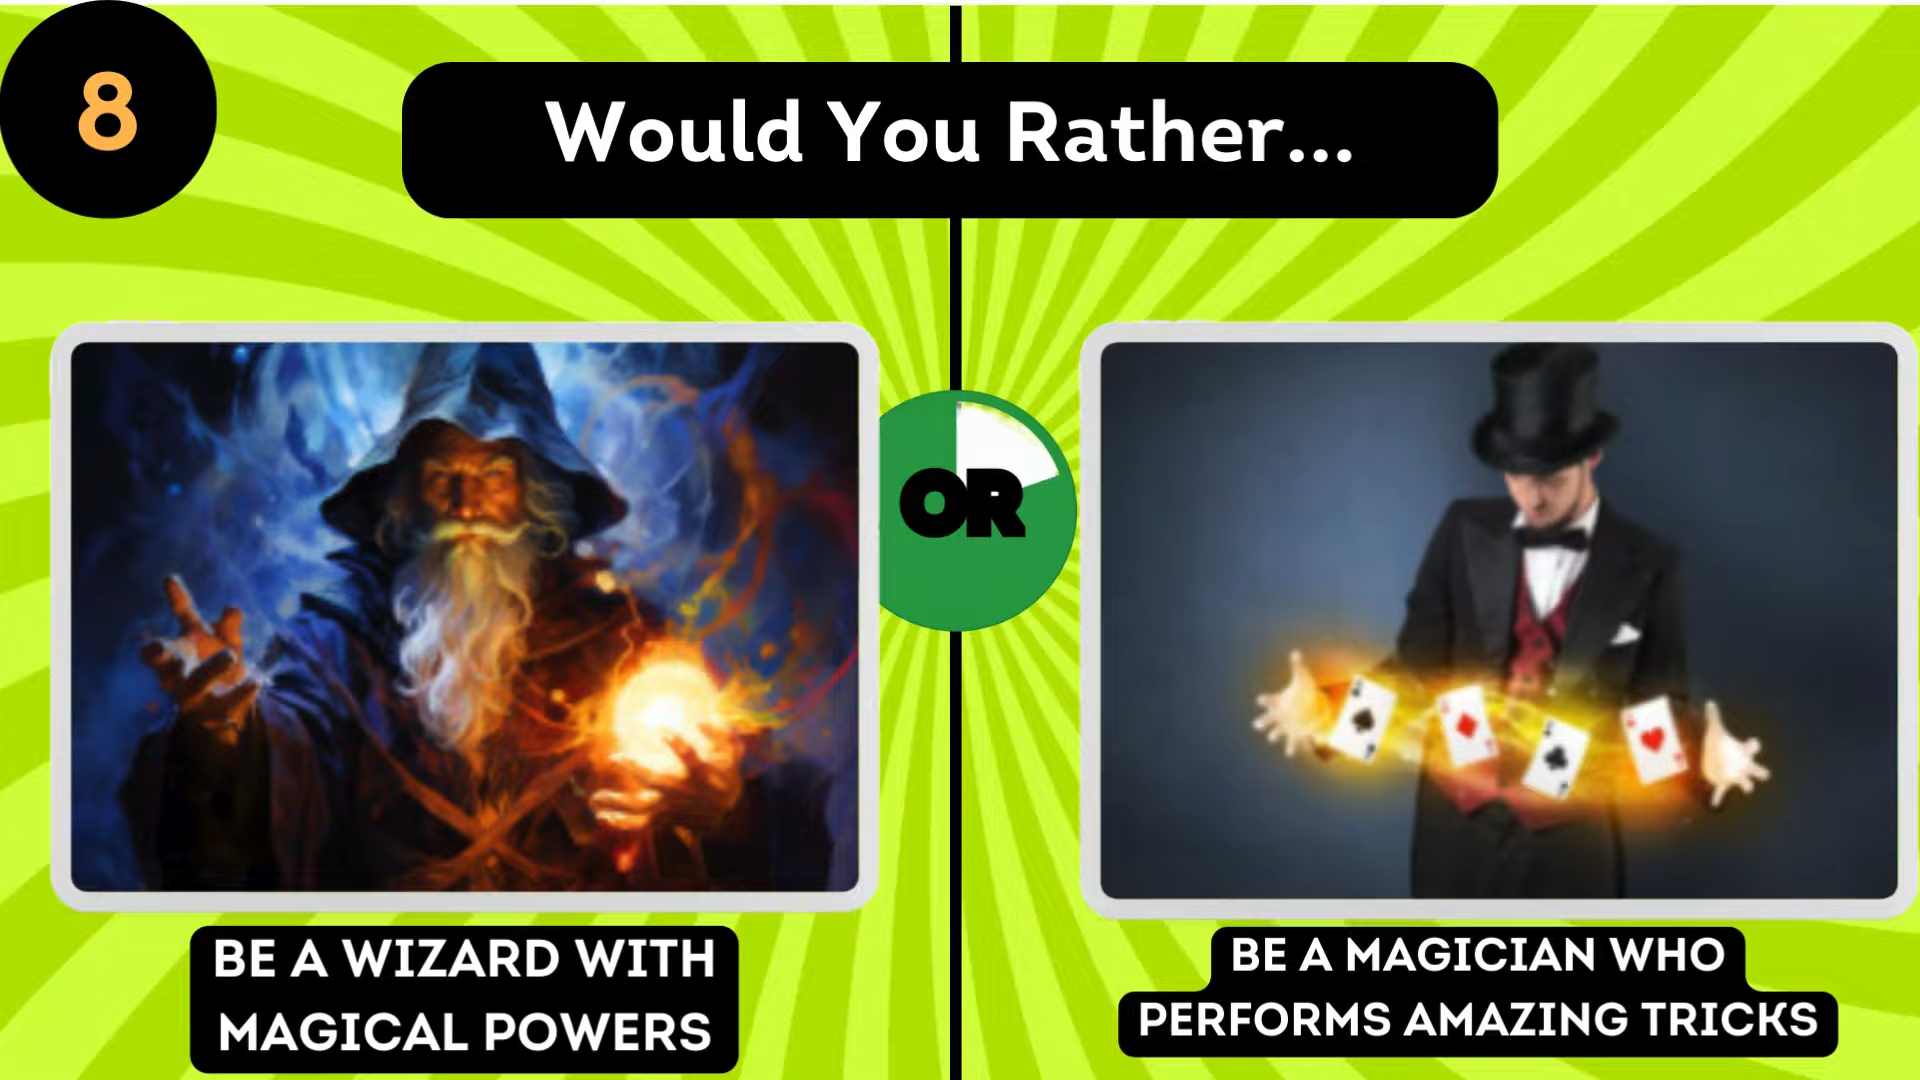 8
Would You Rather...
OR
BE A WIZARD WITH
MAGICAL POWERS
BE A MAGICIAN WHO
PERFORMS AMAZING TRICKS